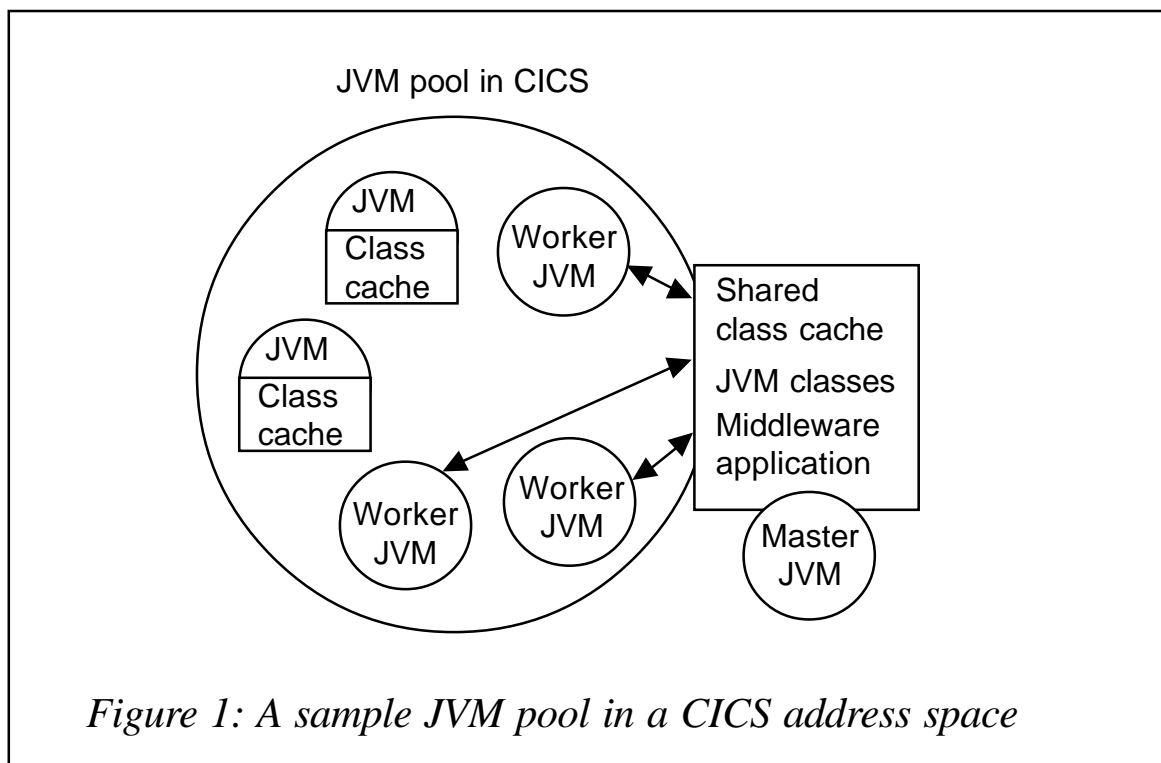 JVM pool in CICS
JVM
Class
cache
Worker
JVM
JVM
Class
cache
Shared
class cache
JVM classes
Middleware
application
Worker
JVM
Worker
JVM
Master
JVM
Figure 1: A sample JVM pool in a CICS address space